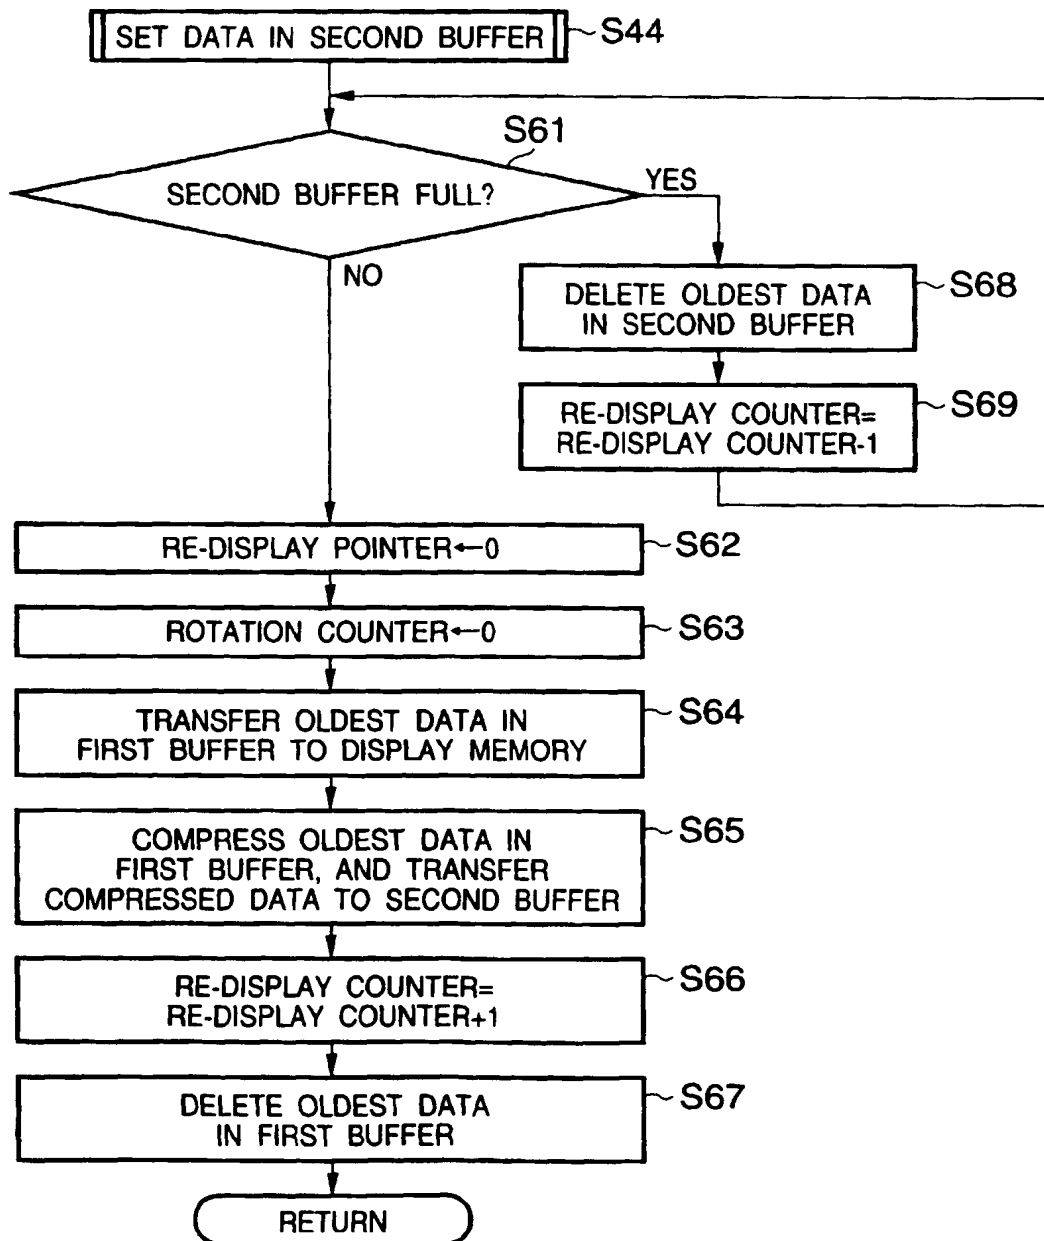 SET DATA IN SECOND BUFFER
S44
S61
SECOND BUFFER FULL?
YES
NO
DELETE OLDEST DATA
IN SECOND BUFFER
S68
RE-DISPLAY COUNTER=
RE-DISPLAY COUNTER-1
S69
RE-DISPLAY POINTER←0
S62
ROTATION COUNTER←0
S63
TRANSFER OLDEST DATA IN
FIRST BUFFER TO DISPLAY MEMORY
S64
COMPRESS OLDEST DATA IN
FIRST BUFFER, AND TRANSFER
COMPRESSED DATA TO SECOND BUFFER
S65
RE-DISPLAY COUNTER=
RE-DISPLAY COUNTER+1
S66
DELETE OLDEST DATA
IN FIRST BUFFER
S67
RETURN